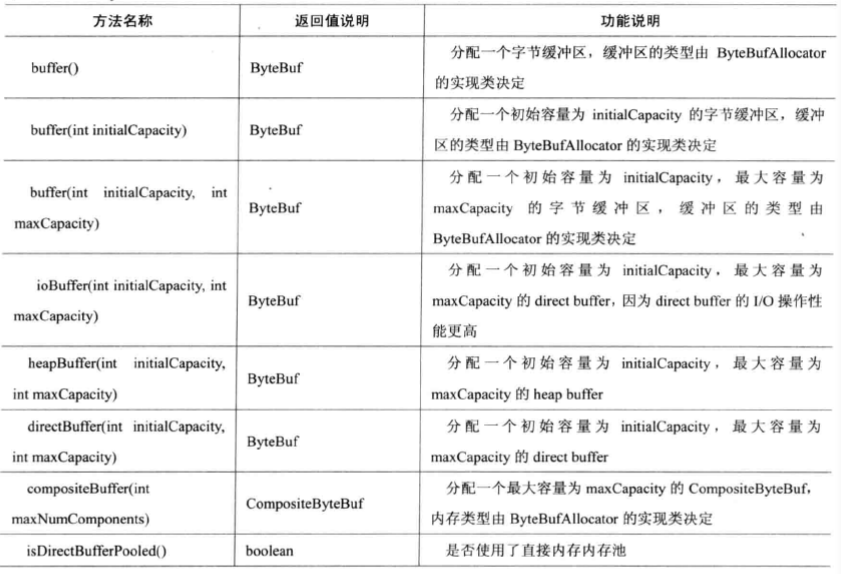 方法名称 返回值说明 功能说明
buffer() ByteBuf 分配一个字节缓冲区，缓冲区的类型由 ByteBufAllocator
的实现类决定
buffer(int initialCapacity) ByteBuf 分配一个初始容量为 initialCapacity 的字节缓冲区，缓冲
区的类型由 ByteBufAllocator 的实现类决定
buffer(int initialCapacity, int
maxCapacity)
ByteBuf
分配一个初始容量为 initialCapacity，最大容量为
maxCapacity 的字节缓冲区，缓冲区的类型由
ByteBufAllocator 的实现类决定
ioBuffer(int initialCapacity, int
maxCapacity)
ByteBuf
分配一个初始容量为 initialCapacity，最大容量为
maxCapacity 的 direct buffer，因为 direct buffer 的 I/O 操作性
能更高
heapBuffer(int initialCapacity,
int maxCapacity)
ByteBuf
分配一个初始容量为 initialCapacity，最大容量为
maxCapacity 的 heap buffer
directBuffer(int initialCapacity,
int maxCapacity)
ByteBuf
分配一个初始容量为 initialCapacity，最大容量为
maxCapacity 的 direct buffer
compositeBuffer(int
maxNumComponents)
CompositeByteBuf
分配一个最大容量为 maxCapacity 的 CompositeByteBuf，
内存类型由 ByteBufAllocator 的实现类决定
isDirectBufferPooled() boolean 是否使用了直接内存内存池